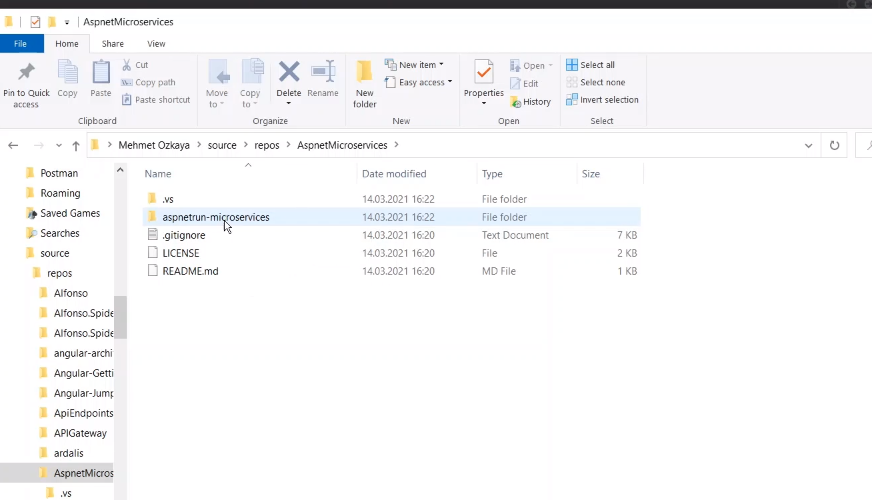 AspnetMicroservices
File Home Share View
Pin to Quick access
Copy
Paste
Cut
Copy path
Paste shortcut
Clipboard
Move to
Copy to
Delete
Rename
Organize
New folder
New item
Easy access
New
Properties
Open
Edit
History
Open
Select all
Select none
Invert selection
Select
Mehmet Ozkaya > source > repos > AspnetMicroservices >
Postman
Roaming
Saved Games
Searches
source
repos
Alfonso
Alfonso.Spide
Alfonso.Spide
angular-archi
Angular-Getti
Angular-Jump
ApiEndpoints
APIGateway
ardalis
AspnetMicros
.vs
Name Date modified Type Size
.vs 14.03.2021 16:22 File folder
aspnetrun-microservices 14.03.2021 16:22 File folder
.gitignore 14.03.2021 16:20 Text Document 7 KB
LICENSE 14.03.2021 16:20 File 2 KB
README.md 14.03.2021 16:20 MD File 1 KB